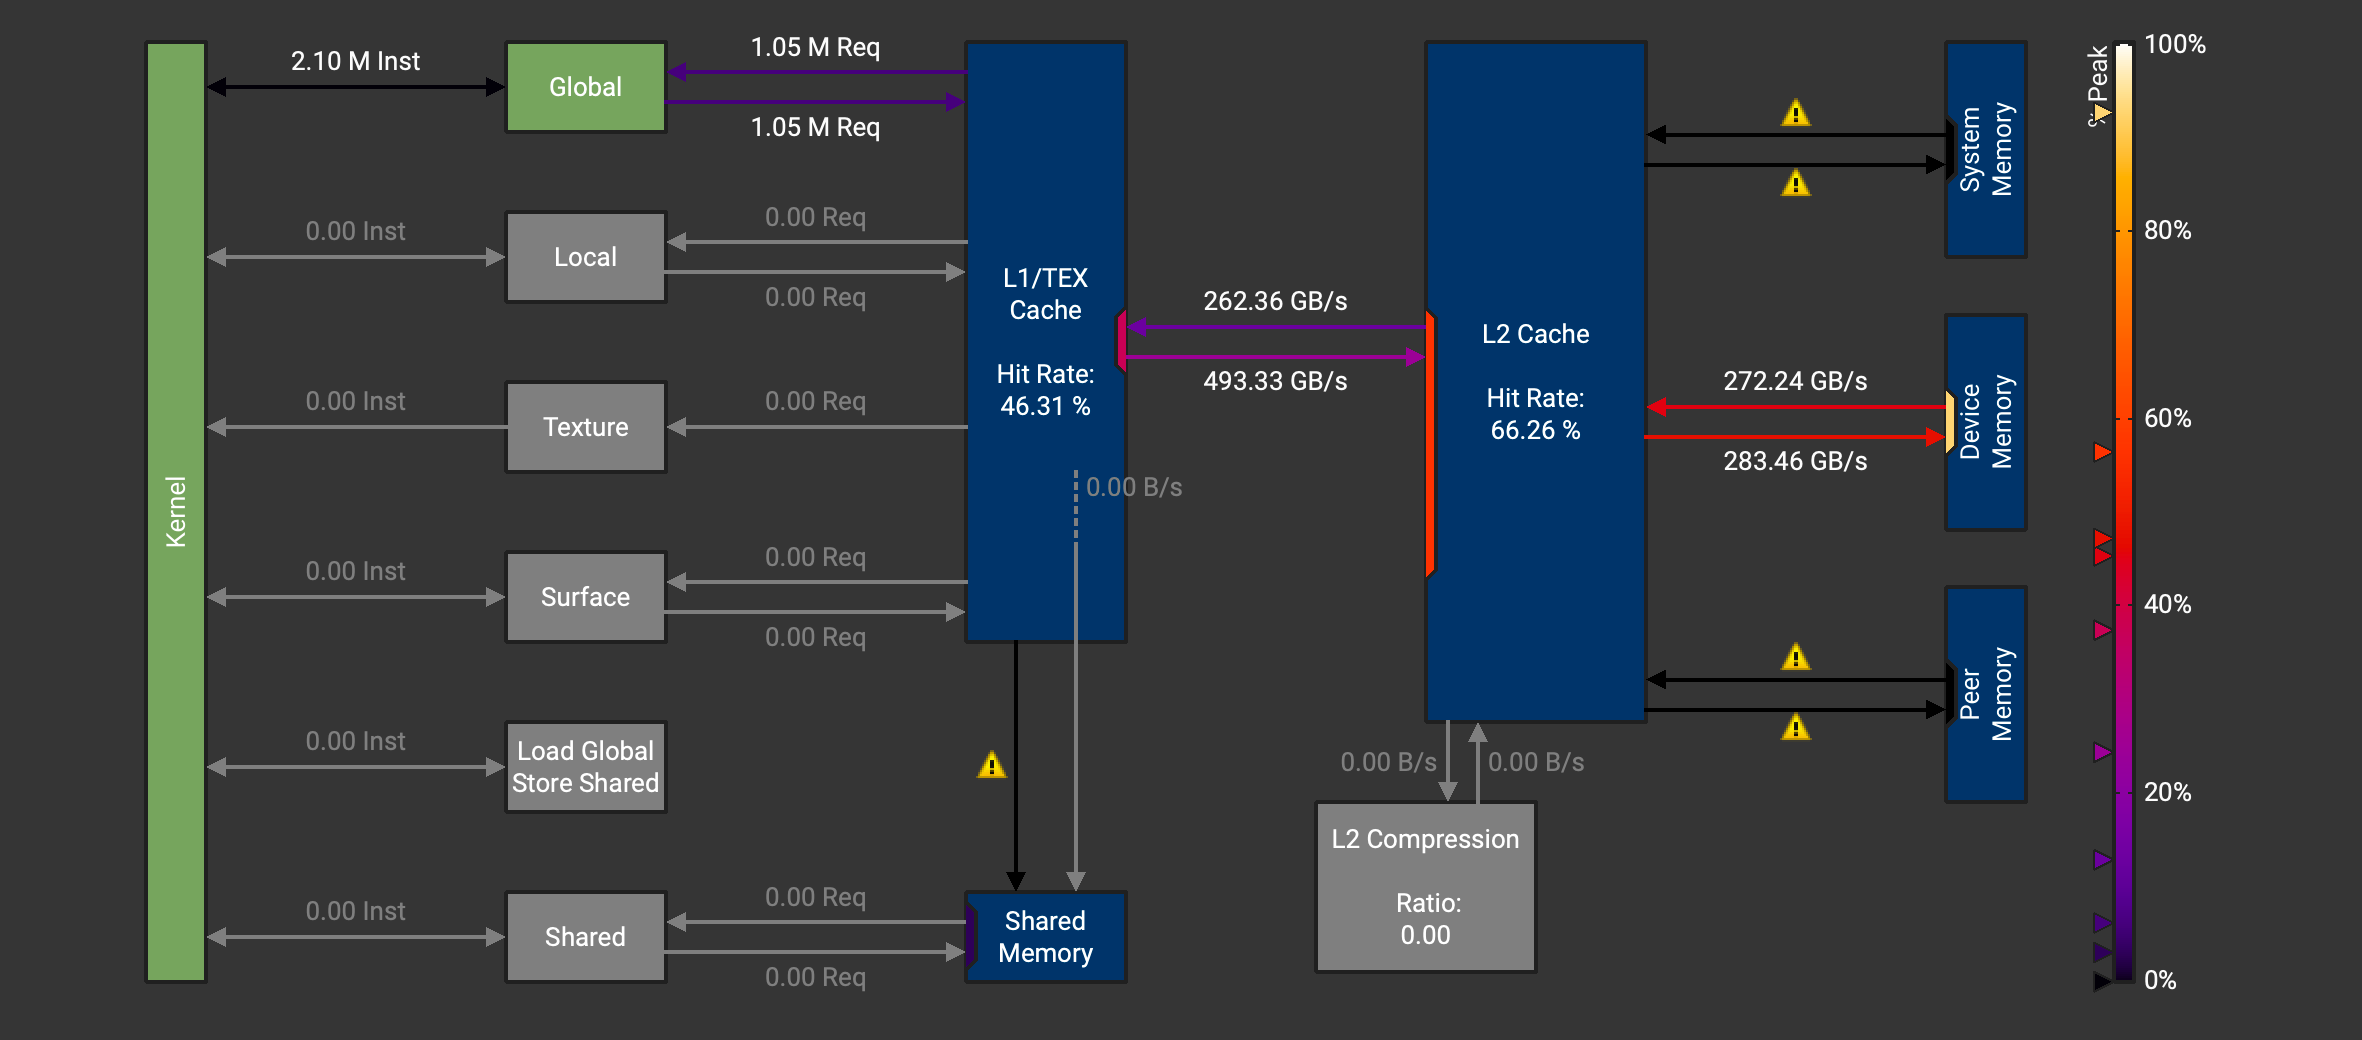 Kernel
2.10 M Inst
Global
1.05 M Req
1.05 M Req
0.00 Inst
Local
0.00 Req
0.00 Req
0.00 Inst
Texture
0.00 Req
0.00 Inst
Surface
0.00 Req
0.00 Req
0.00 Inst
Load Global
Store Shared
0.00 Inst
Shared
0.00 Req
0.00 Req
L1/TEX
Cache
Hit Rate:
46.31 %
0.00 B/s
Shared
Memory
262.36 GB/s
493.33 GB/s
L2 Cache
Hit Rate:
66.26 %
0.00 B/s
0.00 B/s
L2 Compression
Ratio:
0.00
272.24 GB/s
283.46 GB/s
System
Memory
Device
Memory
Peer
Memory
% Peak
100%
80%
60%
40%
20%
0%